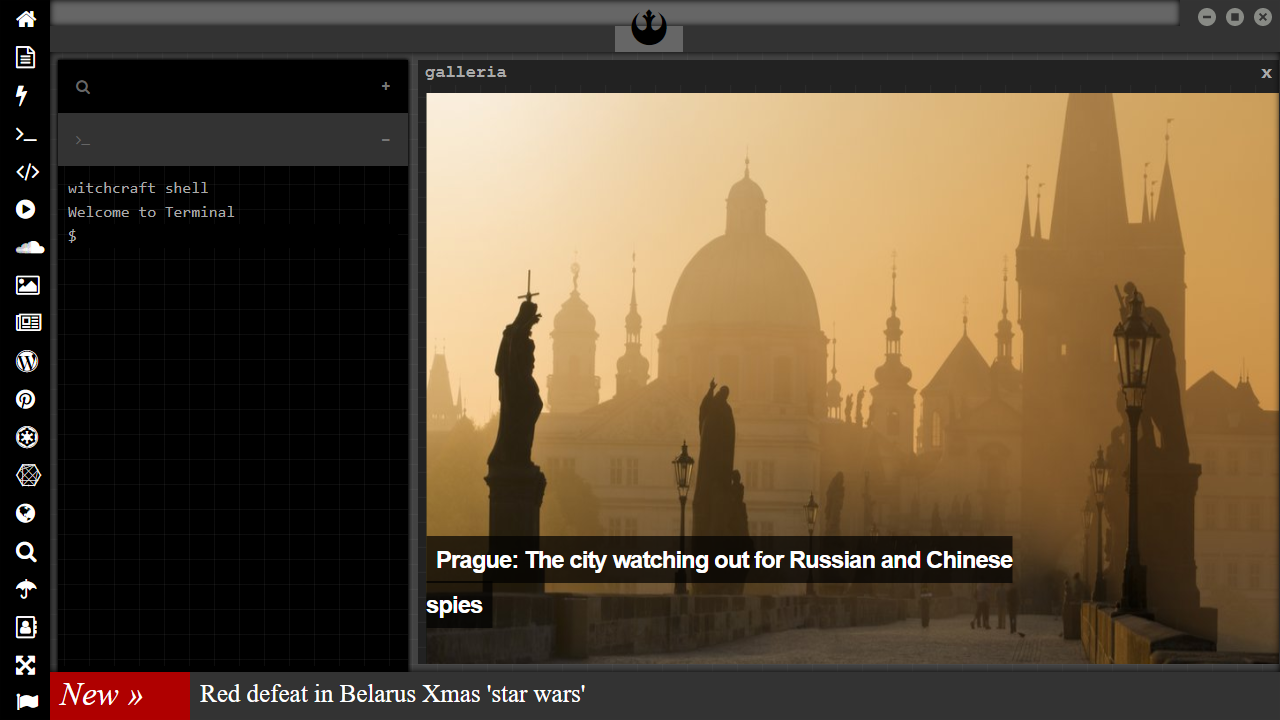 galleria
x
witchcraft shell
Welcome to Terminal
$
Prague: The city watching out for Russian and Chinese
spies
New »
Red defeat in Belarus Xmas 'star wars'